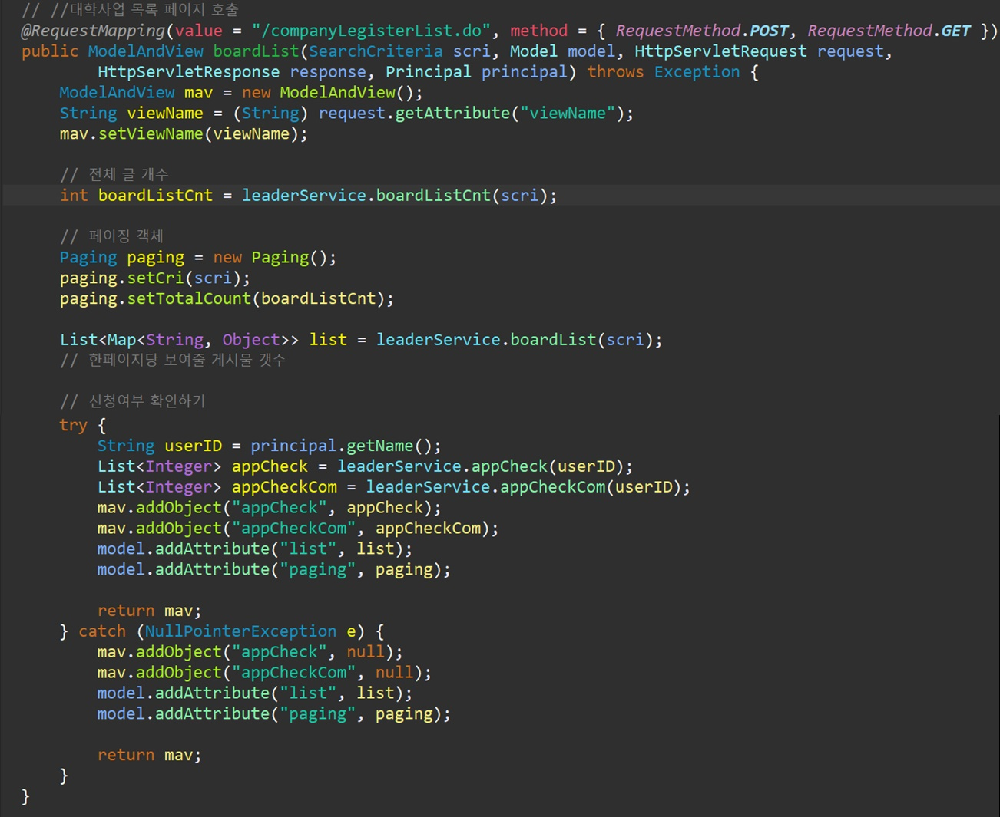 // //대학사업 목록 페이지 호출
@RequestMapping(value = "/companyLegisterList.do", method = { RequestMethod.POST, RequestMethod.GET })
public ModelAndView boardList(SearchCriteria scri, Model model, HttpServletRequest request,
HttpServletResponse response, Principal principal) throws Exception {
ModelAndView mav = new ModelAndView();
String viewName = (String) request.getAttribute("viewName");
mav.setViewName(viewName);
// 전체 글 개수
int boardListCnt = leaderService.boardListCnt(scri);
// 페이징 객체
Paging paging = new Paging();
paging.setCri(scri);
paging.setTotalCount(boardListCnt);
List<Map<String, Object>> list = leaderService.boardList(scri);
// 한페이지당 보여줄 게시물 갯수
// 신청여부 확인하기
try {
String userID = principal.getName();
List<Integer> appCheck = leaderService.appCheck(userID);
List<Integer> appCheckCom = leaderService.appCheckCom(userID);
mav.addObject("appCheck", appCheck);
mav.addObject("appCheckCom", appCheckCom);
model.addAttribute("list", list);
model.addAttribute("paging", paging);
return mav;
} catch (NullPointerException e) {
mav.addObject("appCheck", null);
mav.addObject("appCheckCom", null);
model.addAttribute("list", list);
model.addAttribute("paging", paging);
return mav;
}
}